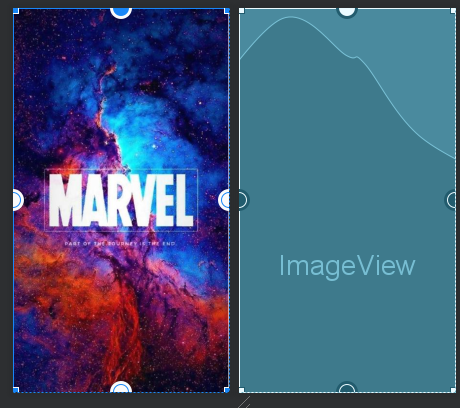 MARVEL
PART OF THE JOURNEY IS THE END
ImageView